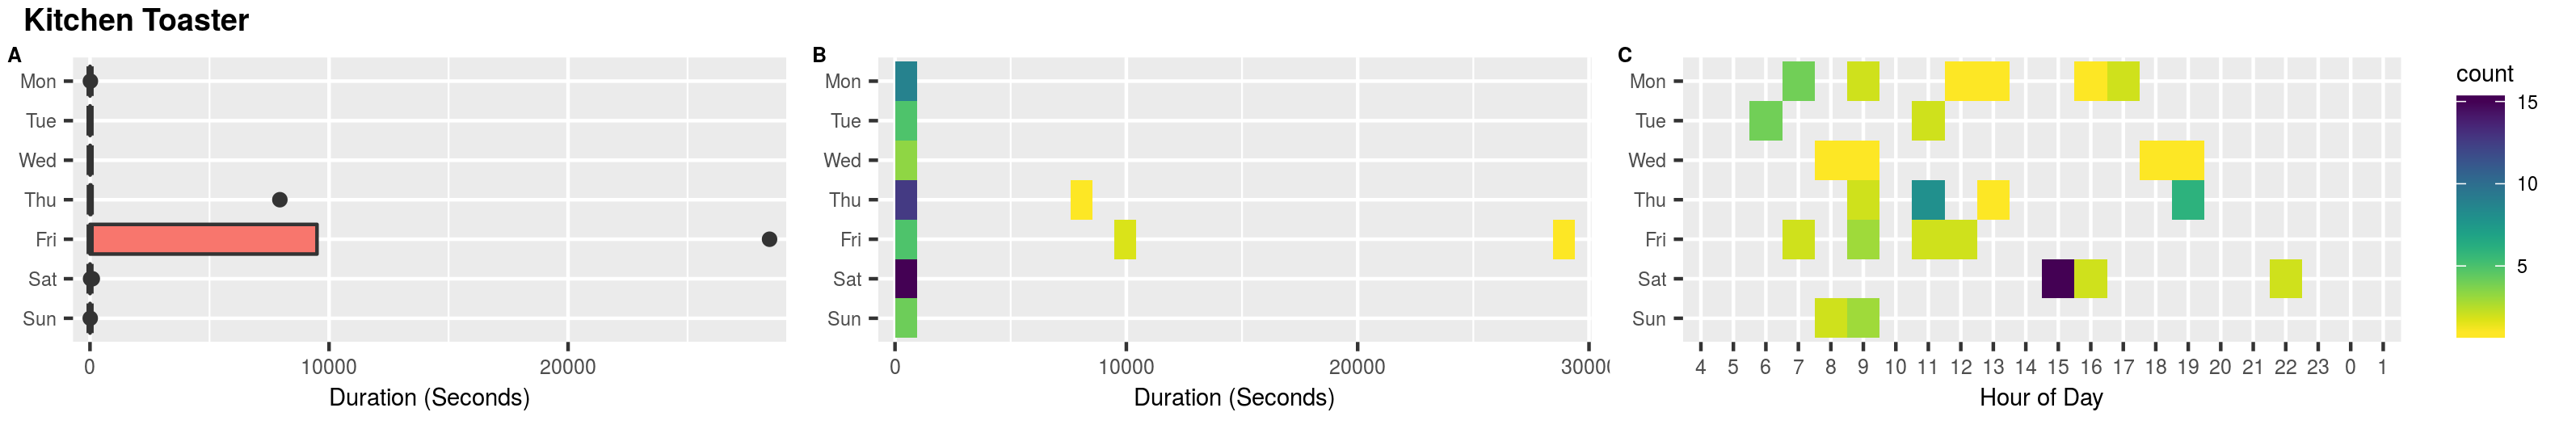 Kitchen Toaster
A
Mon
Tue
Wed
Thu
Fri
Sat
Sun
0 10000 20000
Duration (Seconds)
B
Mon
Tue
Wed
Thu
Fri
Sat
Sun
0 10000 20000 30000
Duration (Seconds)
C
Mon
Tue
Wed
Thu
Fri
Sat
Sun
4 5 6 7 8 9 10 11 12 13 14 15 16 17 18 19 20 21 22 23 0 1
Hour of Day
count
15
10
5